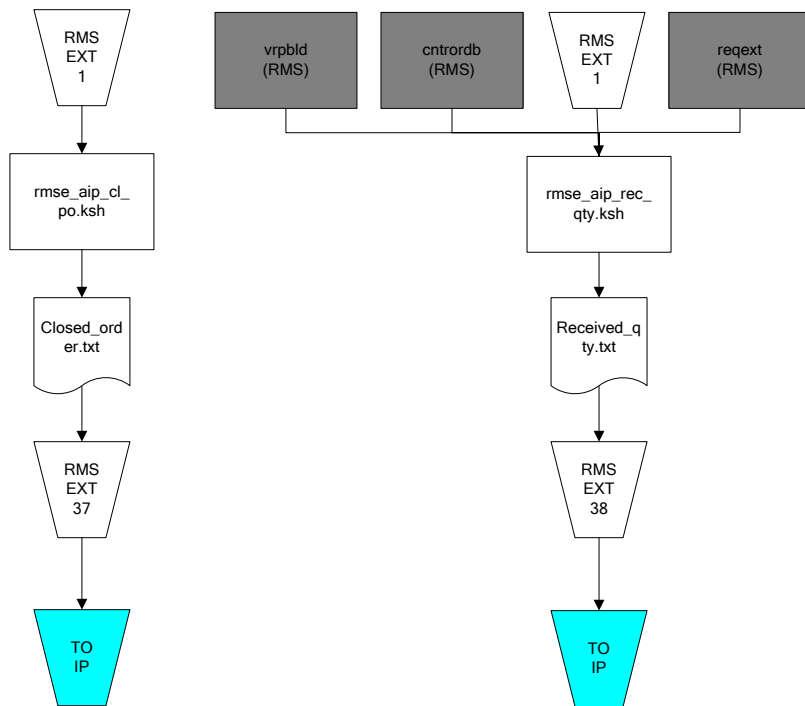 RMS
EXT
1
rmse_aip_cl_
po.ksh
Closed_ord
er.txt
RMS
EXT
37
TO
IP
vrpbld
(RMS)
cntrordb
(RMS)
RMS
EXT
1
reqext
(RMS)
rmse_aip_rec_
qty.ksh
Received_q
ty.txt
RMS
EXT
38
TO
IP